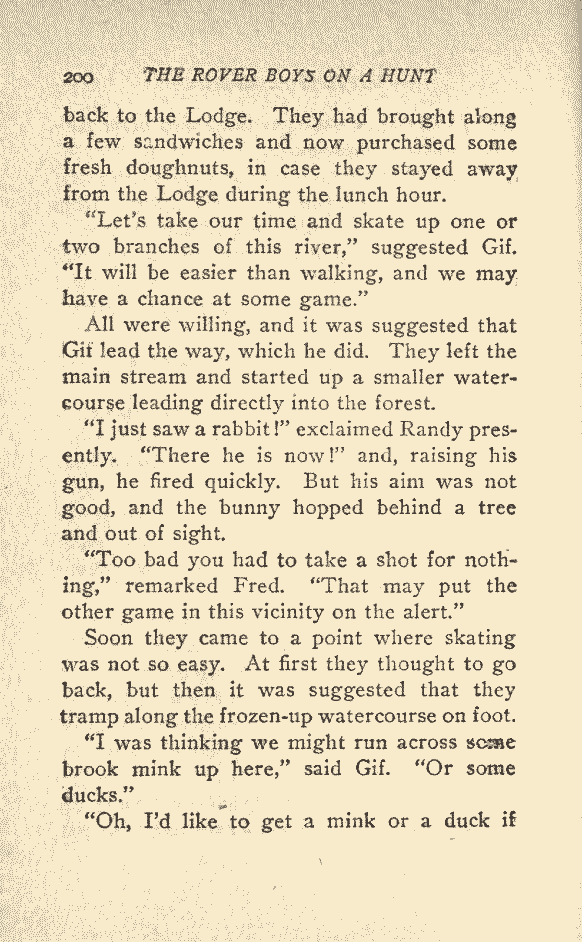 200 THE ROVER BOYS ON A HUNT
back to the Lodge. They had brought along
a few sandwiches and now purchased some
fresh doughnuts, in case they stayed away
from the Lodge during the lunch hour.
“Let’s take our time and skate up one or
two branches of this river,” suggested Gif.
“It will be easier than walking, and we may
have a chance at some game.”
All were willing, and it was suggested that
Gif lead the way, which he did. They left the
main stream and started up a smaller water-
course leading directly into the forest.
“I just saw a rabbit!” exclaimed Randy pres-
ently. “There he is now!” and, raising his
gun, he fired quickly. But his aim was not
good, and the bunny hopped behind a tree
and out of sight.
“Too bad you had to take a shot for noth-
ing,” remarked Fred. “That may put the
other game in this vicinity on the alert.”
Soon they came to a point where skating
was not so easy. At first they thought to go
back, but then it was suggested that they
tramp along the frozen-up watercourse on foot.
“I was thinking we might run across some
brook mink up here,” said Gif. “Or some
ducks.”
“Oh, I’d like to get a mink or a duck if